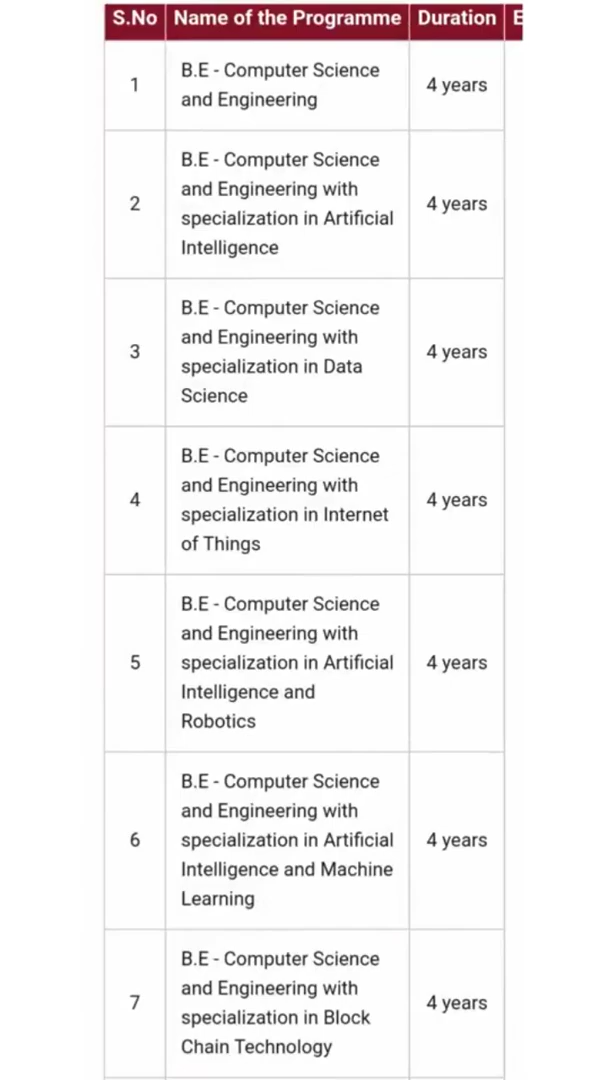 S.No Name of the Programme Duration E
1 B.E - Computer Science
and Engineering 4 years
2 B.E - Computer Science
and Engineering with
specialization in Artificial
Intelligence 4 years
3 B.E - Computer Science
and Engineering with
specialization in Data
Science 4 years
4 B.E - Computer Science
and Engineering with
specialization in Internet
of Things 4 years
5 B.E - Computer Science
and Engineering with
specialization in Artificial
Intelligence and
Robotics 4 years
6 B.E - Computer Science
and Engineering with
specialization in Artificial
Intelligence and Machine
Learning 4 years
7 B.E - Computer Science
and Engineering with
specialization in Block
Chain Technology 4 years